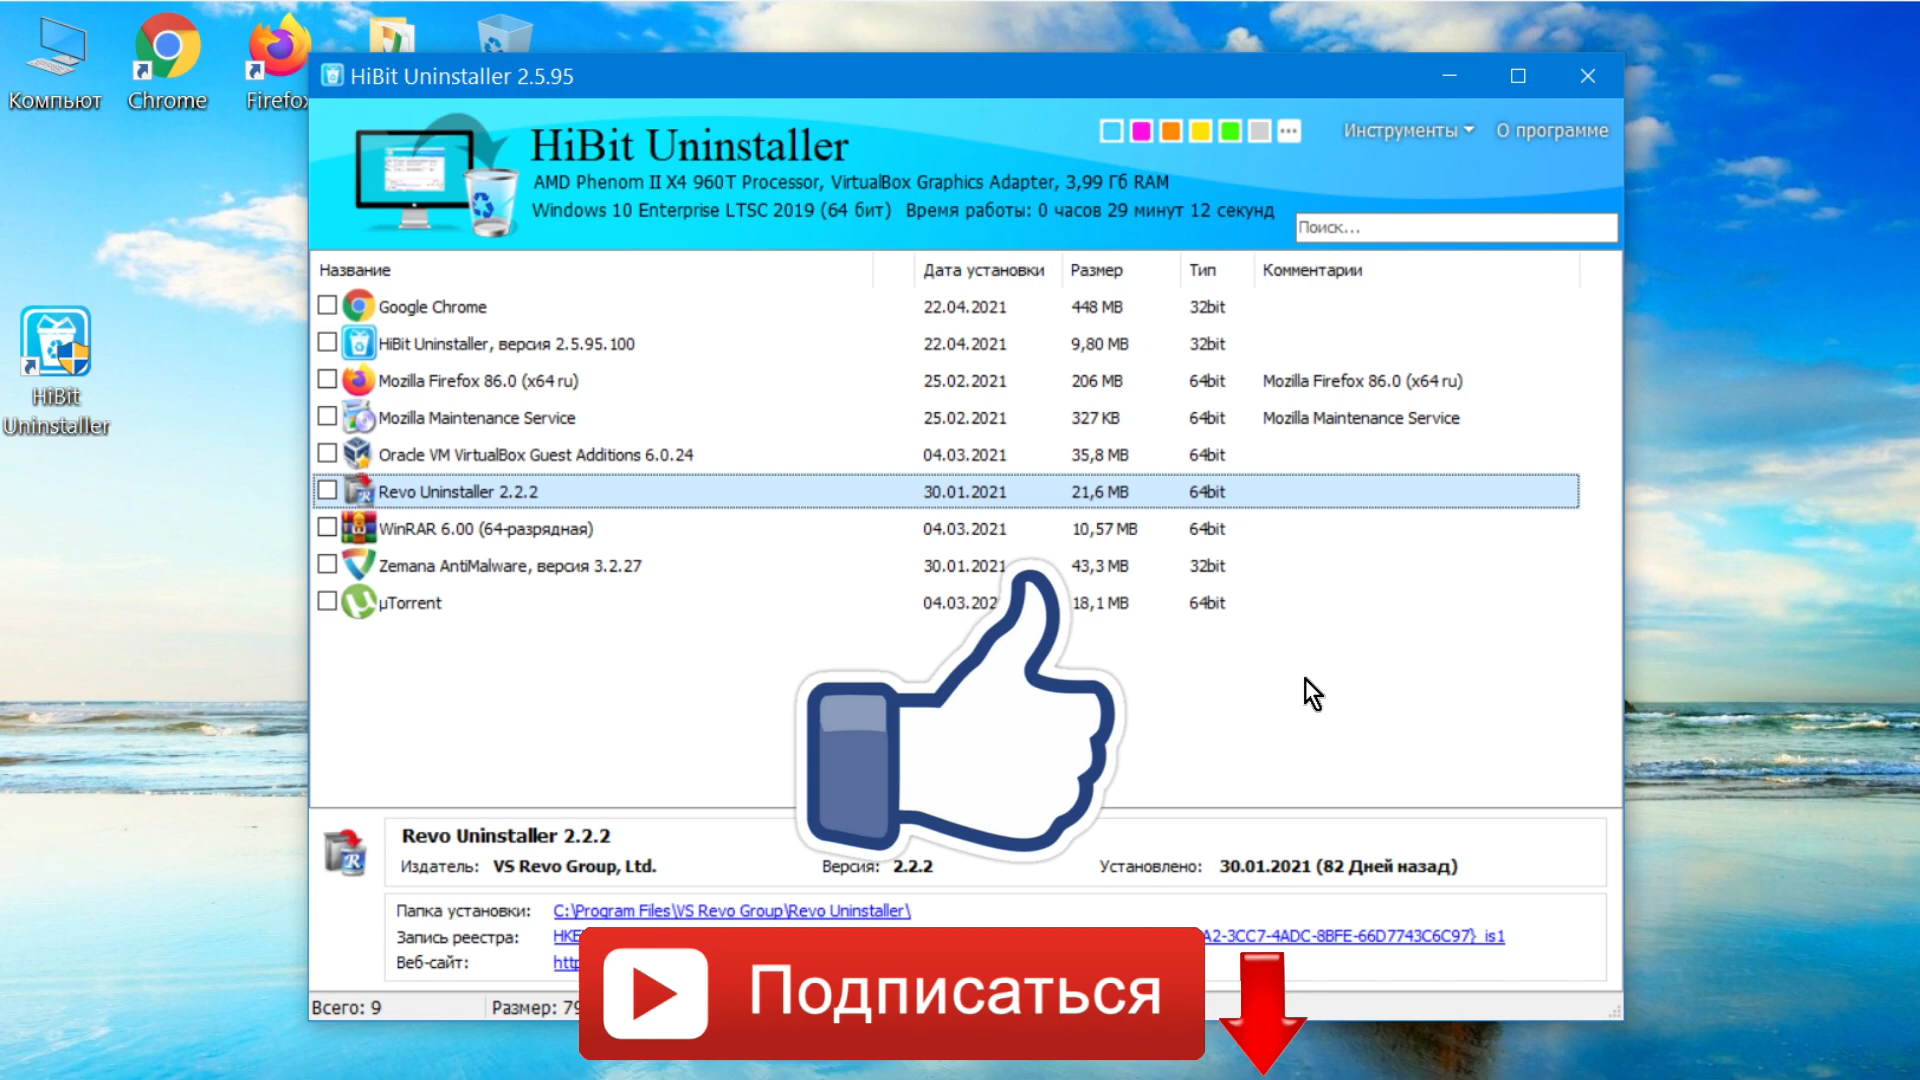 Компьют
Chrome
Firefox
HiBit Uninstaller 2.5.95
HiBit Uninstaller
AMD Phenom II X4 960T Processor, VirtualBox Graphics Adapter, 3,99 Гб RAM
Windows 10 Enterprise LTSC 2019 (64 бит) Время работы: 0 часов 29 минут 12 секунд
Инструменты О программе
Поиск...
HiBit
Uninstaller
Название Дата установки Размер Тип Комментарии
Google Chrome 22.04.2021 448 MB 32bit
HiBit Uninstaller, версия 2.5.95.100 22.04.2021 9,80 MB 32bit
Mozilla Firefox 86.0 (x64 ru) 25.02.2021 206 MB 64bit Mozilla Firefox 86.0 (x64 ru)
Mozilla Maintenance Service 25.02.2021 327 KB 64bit Mozilla Maintenance Service
Oracle VM VirtualBox Guest Additions 6.0.24 04.03.2021 35,8 MB 64bit
Revo Uninstaller 2.2.2 30.01.2021 21,6 MB 64bit
WinRAR 6.00 (64-разрядная) 04.03.2021 10,57 MB 64bit
Zemana AntiMalware, версия 3.2.27 30.01.2021 43,3 MB 32bit
µTorrent 04.03.202 18,1 MB 64bit
Revo Uninstaller 2.2.2
Издатель: VS Revo Group, Ltd. Версия: 2.2.2 Установлено: 30.01.2021 (82 Дней назад)
Папка установки: C:\Program Files\VS Revo Group\Revo Uninstaller\
Запись реестра: HKE A2-3CC7-4ADC-8BFE-66D7743C6C97}_is1
Веб-сайт: http
Всего: 9 Размер: 79
Подписаться